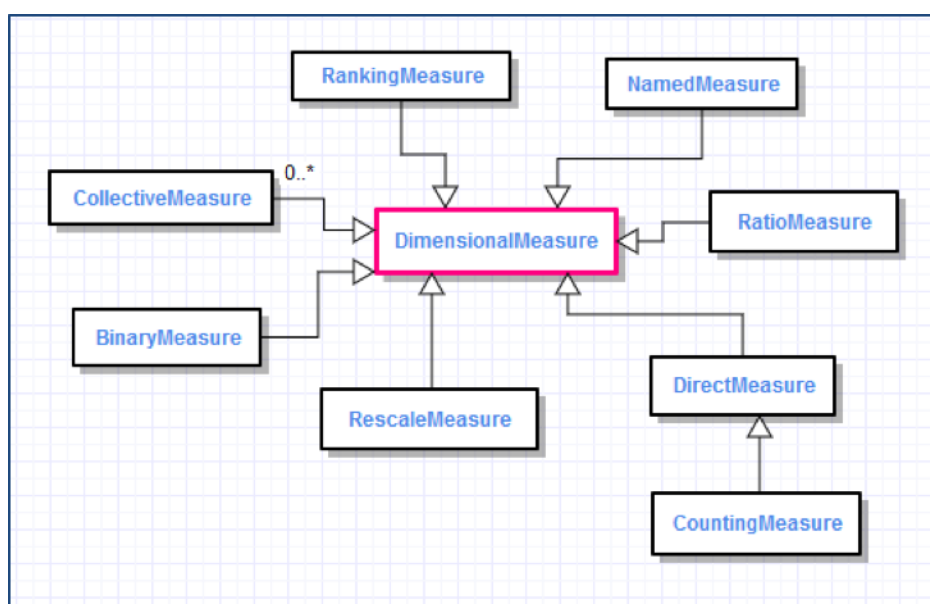 RankingMeasure
NamedMeasure
0..*
CollectiveMeasure
RatioMeasure
DimensionalMeasure
BinaryMeasure
DirectMeasure
RescaleMeasure
CountingMeasure